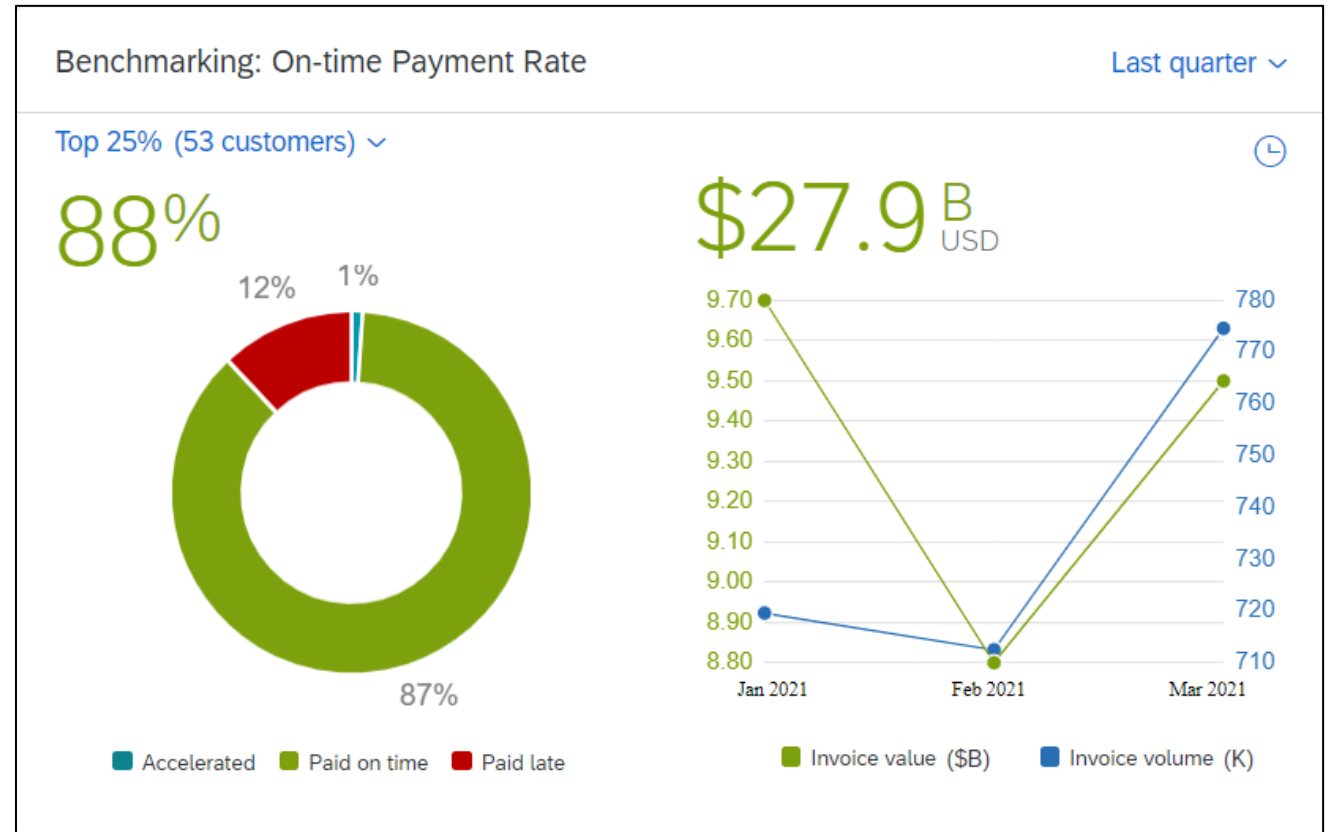 Benchmarking: On-time Payment Rate
Last quarter
Top 25% (53 customers)
88%
12%
1%
87%
Accelerated
Paid on time
Paid late
$27.9 B
USD
9.70
9.60
9.50
9.40
9.30
9.20
9.10
9.00
8.90
8.80
780
770
760
750
740
730
720
710
Jan 2021
Feb 2021
Mar 2021
Invoice value ($B)
Invoice volume (K)